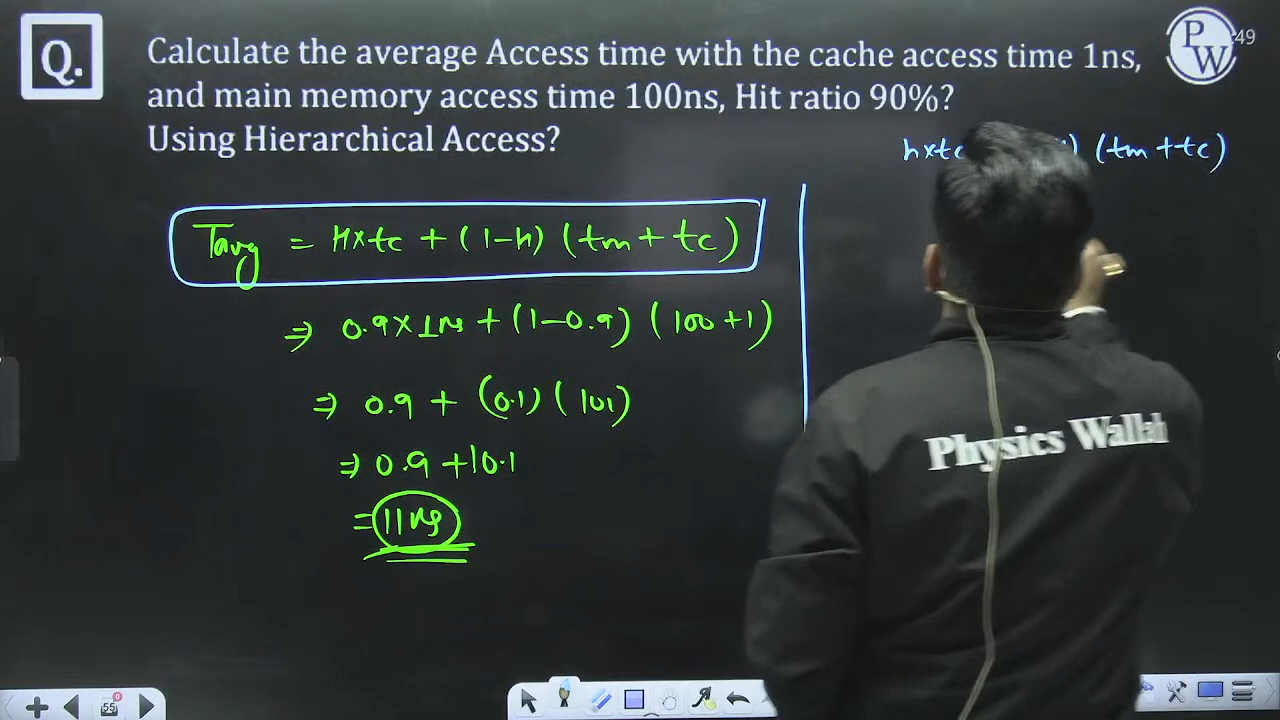 Q.
Calculate the average Access time with the cache access time 1ns,
and main memory access time 100ns, Hit ratio 90%?
Using Hierarchical Access?
PW
49
h×tc (tm + tc)
Tavg = H×tc + (1-h) (tm + tc)
⇒ 0.9 × 1ns + (1-0.9) (100 + 1)
⇒ 0.9 + (0.1) (101)
⇒ 0.9 + 10.1
= 11ns
Physics Wallah
55